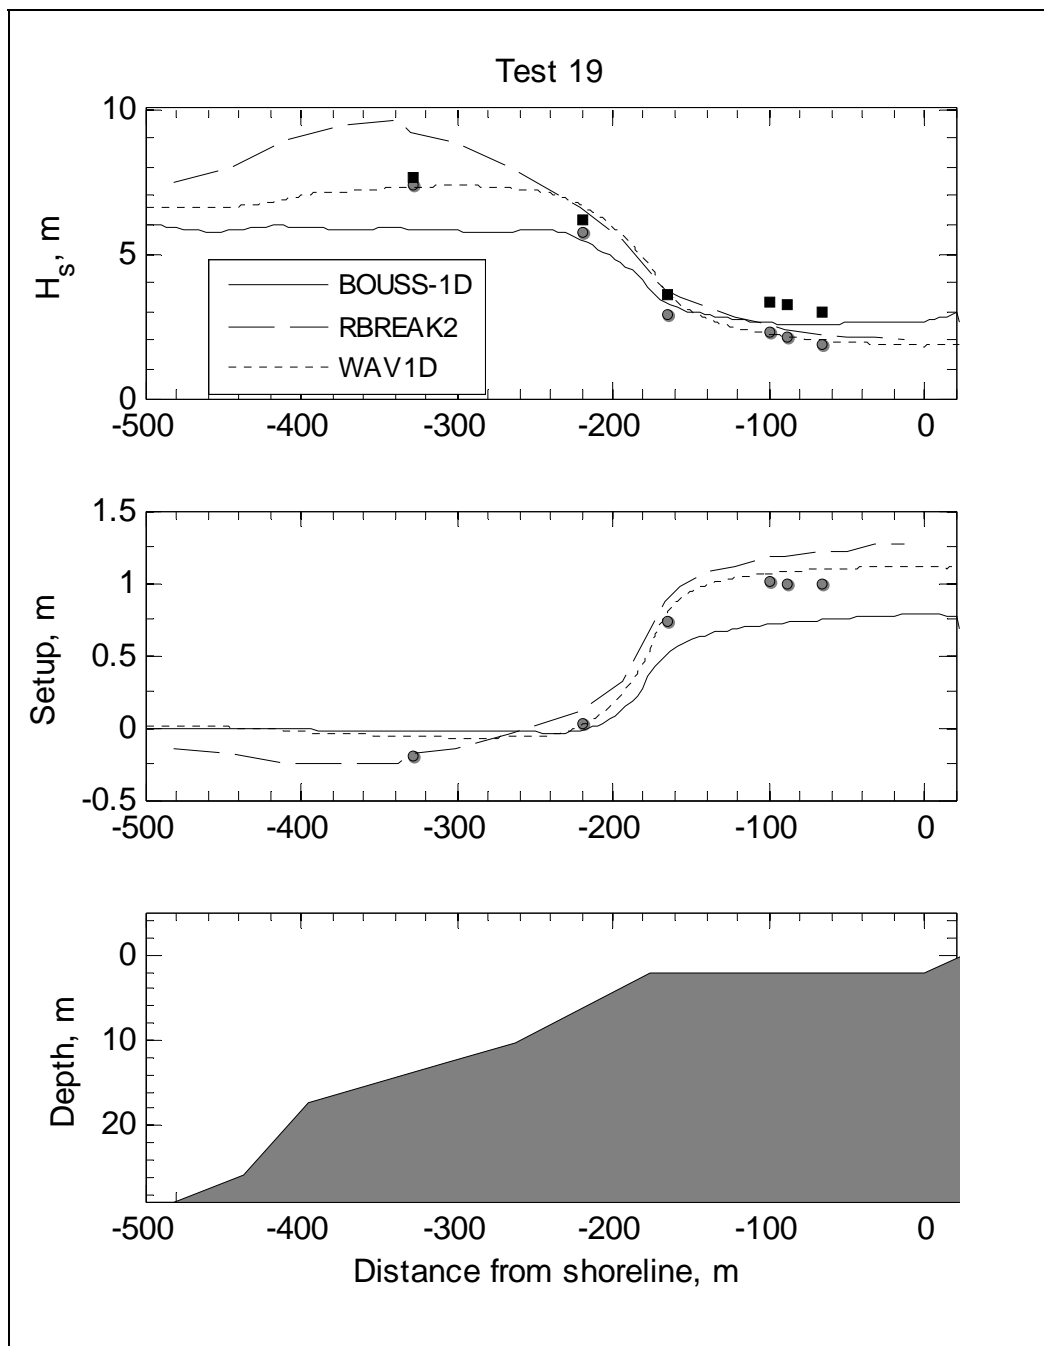 Test 19
10
5
0
H_s, m
BOUSS-1D
RBREAK2
WAV1D
-500 -400 -300 -200 -100 0
1.5
1
0.5
0
-0.5
Setup, m
-500 -400 -300 -200 -100 0
0
10
20
Depth, m
-500 -400 -300 -200 -100 0
Distance from shoreline, m